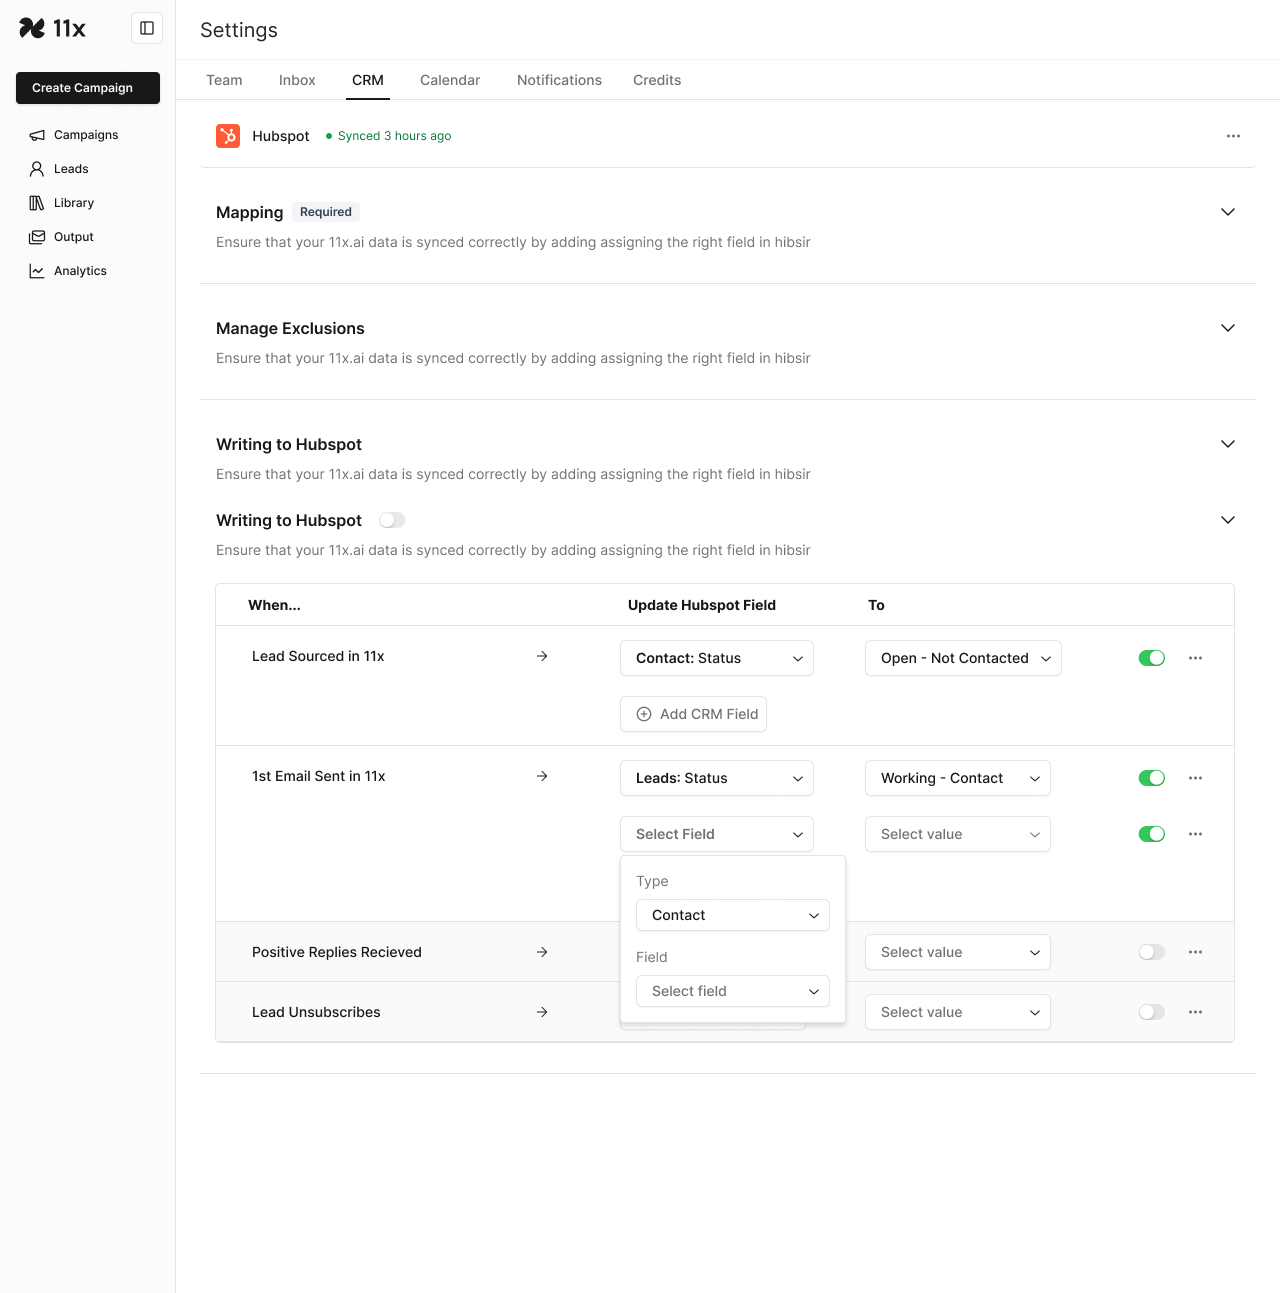 11x
Settings
Create Campaign
Campaigns
Leads
Library
Output
Analytics
Team Inbox CRM Calendar Notifications Credits
Hubspot Synced 3 hours ago
Mapping Required
Ensure that your 11x.ai data is synced correctly by adding assigning the right field in hibsir
Manage Exclusions
Ensure that your 11x.ai data is synced correctly by adding assigning the right field in hibsir
Writing to Hubspot
Ensure that your 11x.ai data is synced correctly by adding assigning the right field in hibsir
Writing to Hubspot
Ensure that your 11x.ai data is synced correctly by adding assigning the right field in hibsir
When... Update Hubspot Field To
Lead Sourced in 11x Contact: Status Open - Not Contacted
Add CRM Field
1st Email Sent in 11x Leads: Status Working - Contact
Select Field Select value
Type
Contact
Positive Replies Recieved Select value
Field
Select field
Lead Unsubscribes Select value